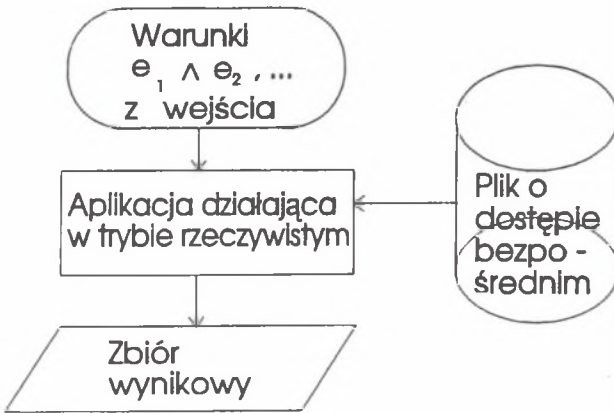 Warunki
e₁ ∧ e₂ , ...
z wejścia
Aplikacja działająca
w trybie rzeczywistym
Plik o
dostępie
bezpo -
średnim
Zbiór
wynikowy